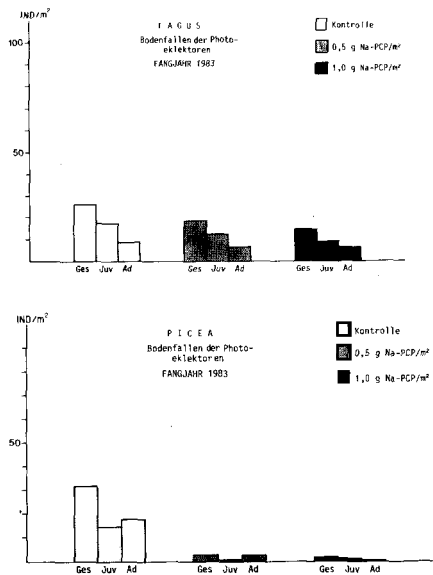 IND/m²
FAGUS
Bodenfallen der Photo-
eklektoren
FANGJAHR 1983
Kontrolle
0,5 g Na-PCP/m²
1,0 g Na-PCP/m²
100
50
Ges Juv Ad Ges Juv Ad Ges Juv Ad
IND/m²
PICEA
Bodenfallen der Photo-
eklektoren
FANGJAHR 1983
Kontrolle
0,5 g Na-PCP/m²
1,0 g Na-PCP/m²
50
Ges Juv Ad Ges Juv Ad Ges Juv Ad